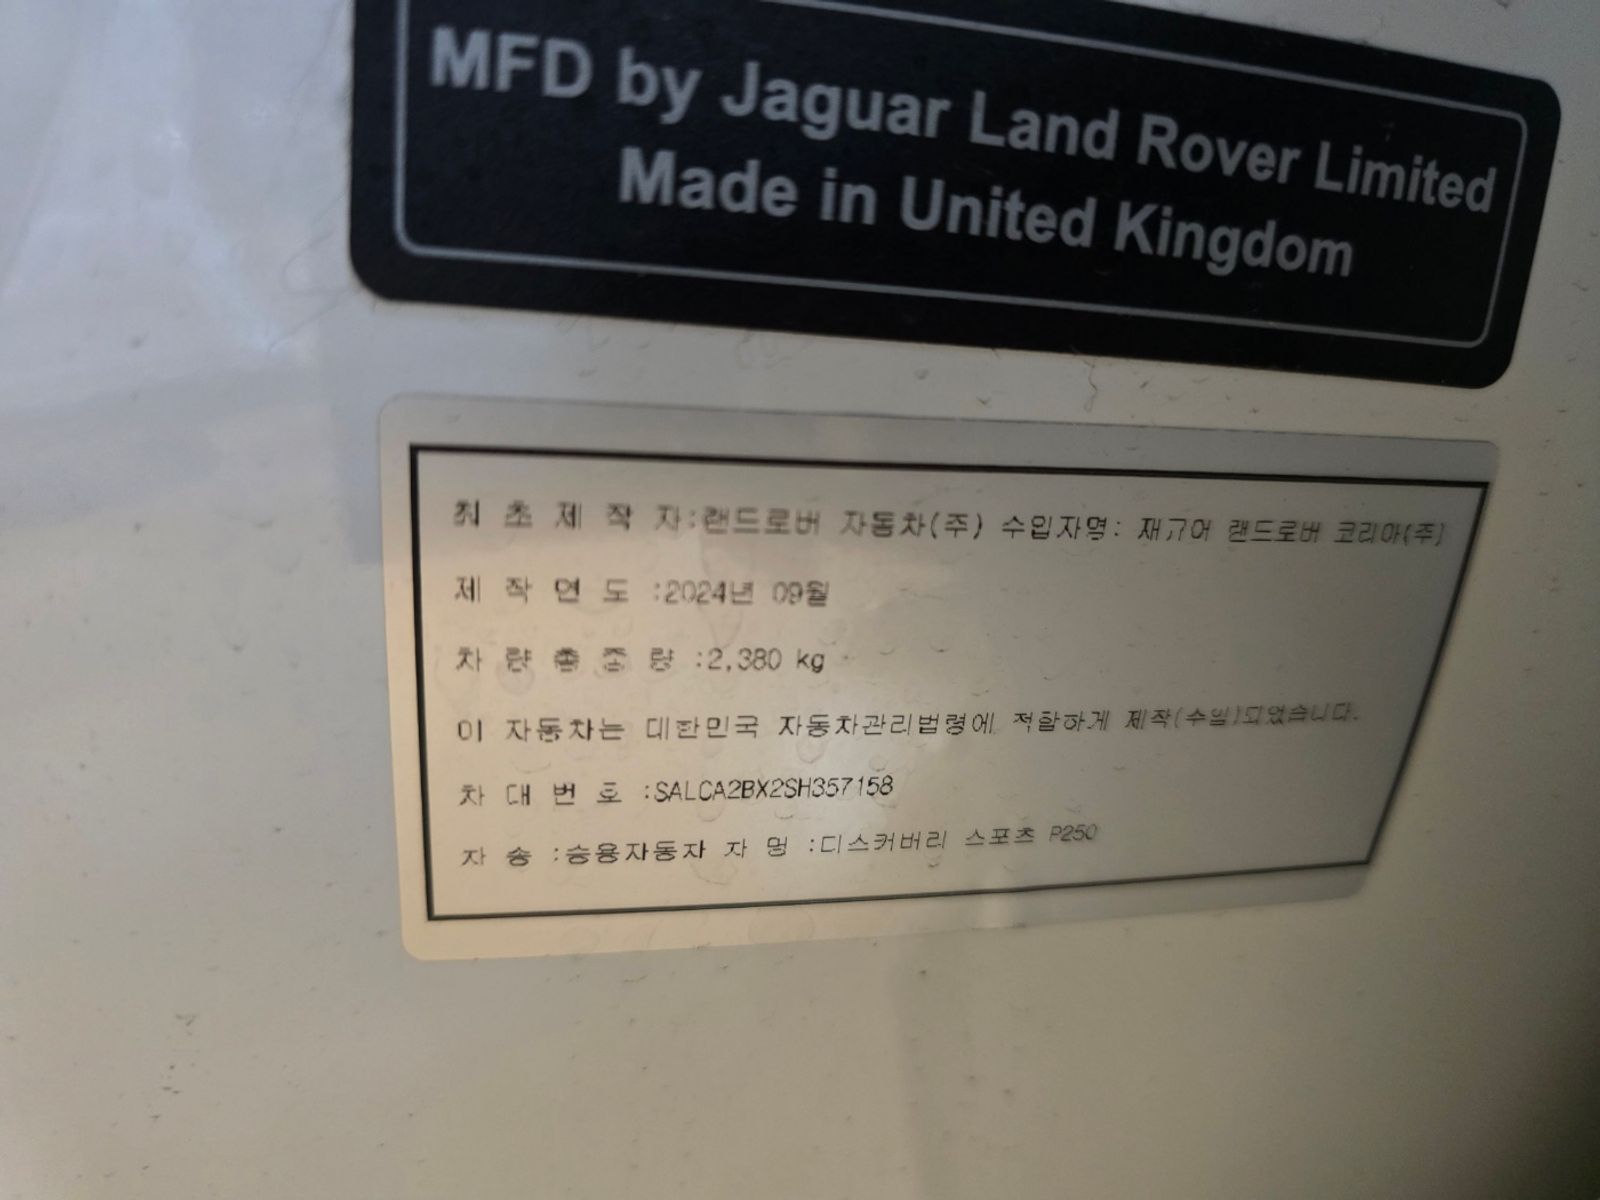 MFD by Jaguar Land Rover Limited
Made in United Kingdom
최 초 제 작 자:랜드로버 자동차(주) 수입자명: 재규어 랜드로버 코리아(주)
제 작 연 도 :2024년 09월
차 량 총 중 량 :2,380 kg
이 자동차는 대한민국 자동차관리법령에 적합하게 제작(수입)되었습니다.
차 대 번 호 :SALCA2BX2SH357158
차 종 :승용자동차 차 명 :디스커버리 스포츠 P250